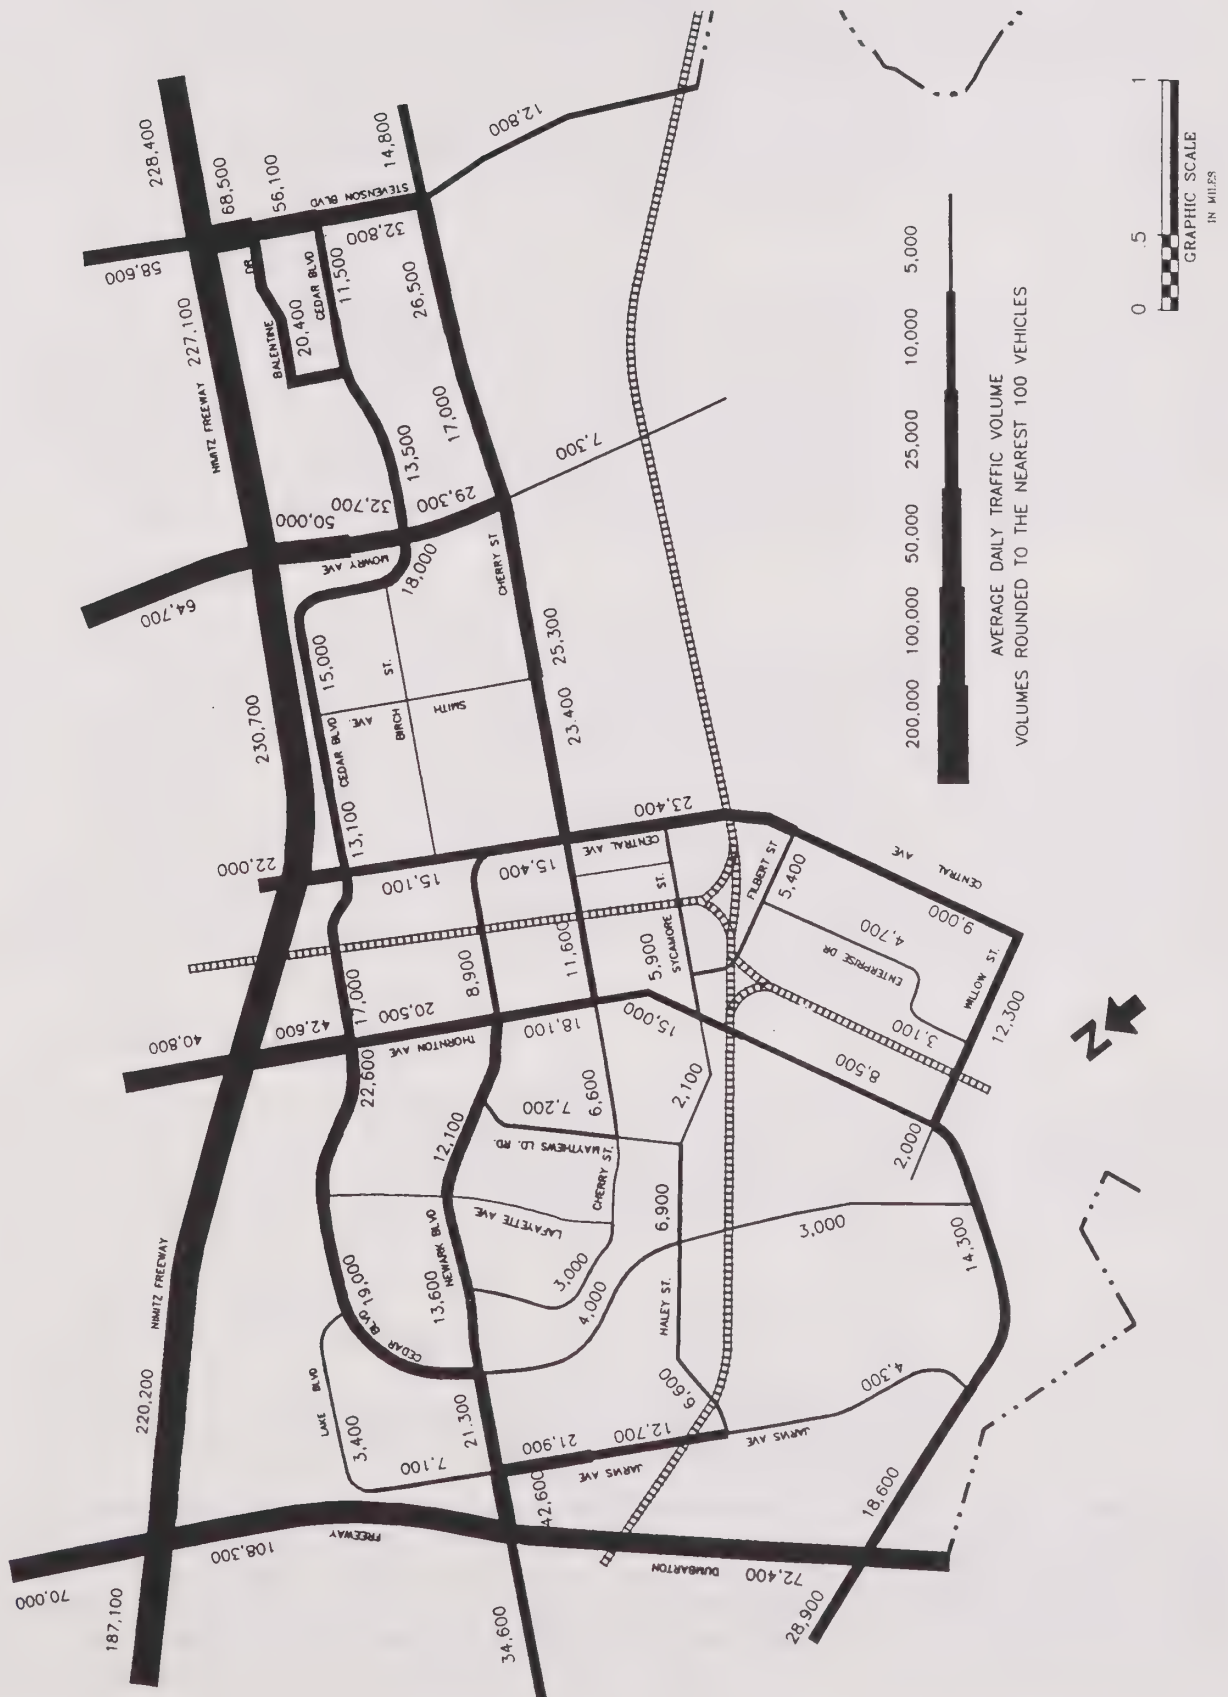 228,400
68,500
56,100
14,800
12,800
58,600
STEVENSON BLVD
32,800
DR
CEDAR BLVD
11,500
20,400
BALENTINE
26,500
NIMITZ FREEWAY 227,100
17,000
13,500
7,300
50,000
32,700
29,300
MOWRY AVE
18,000
CHERRY ST
64,700
15,000
ST.
25,300
230,700
CEDAR BLVD
AVE.
BIRCH
SMITH
23.400
13,100
22,000
15,100
15,400
CENTRAL AVE
23,400
FILBERT ST
5,400
CENTRAL AVE
9,000
4,700
ENTERPRISE DR
WILLOW ST.
12,300
3,100
8,500
ST.
SYCAMORE
5,900
11,600
8,900
17,000
20,500
42,600
40,800
THORNTON AVE
18,100
15,000
22,600
12,100
7,200
6,600
2,100
MAYHEWS LD. RD.
CHERRY ST.
2,000
LAFAYETTE AVE
NEWARK BLVD
13,600
6,900
3,000
14,300
NIMITZ FREEWAY
19,000
CEDAR BLVD
3,000
4,000
HALEY ST.
220,200
LAKE BLVD
3,400
7,100
21.300
21,900
12,700
6,600
JARVIS AVE
JARVIS AVE
4,300
42,600
18,600
FREEWAY
108,300
DUMBARTON
72,400
70,000
187,100
34,600
28,900
N
200,000 100,000 50,000 25,000 10,000 5,000
AVERAGE DAILY TRAFFIC VOLUME
VOLUMES ROUNDED TO THE NEAREST 100 VEHICLES
0 .5 1
GRAPHIC SCALE
IN MILES